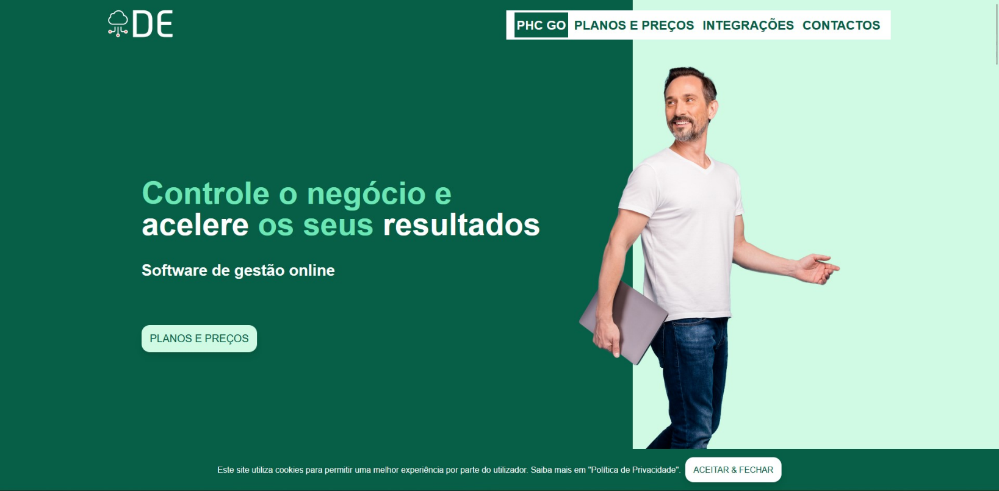 DE
PHC GO PLANOS E PREÇOS INTEGRAÇÕES CONTACTOS
Controle o negócio e
acelere os seus resultados
Software de gestão online
PLANOS E PREÇOS
Este site utiliza cookies para permitir uma melhor experiência por parte do utilizador. Saiba mais em "Política de Privacidade". ACEITAR & FECHAR